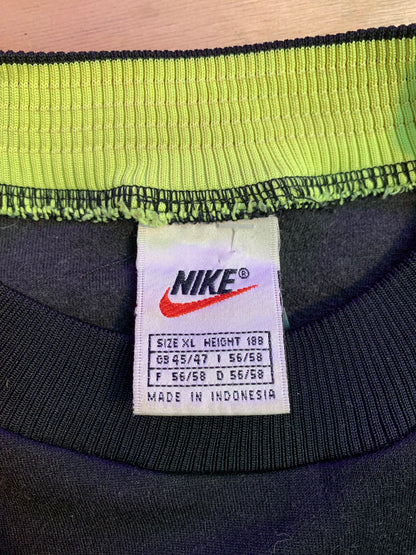 NIKE®
SIZE XL HEIGHT 188
GB 45/47 I 56/58
F 56/58 D 56/58
MADE IN INDONESIA